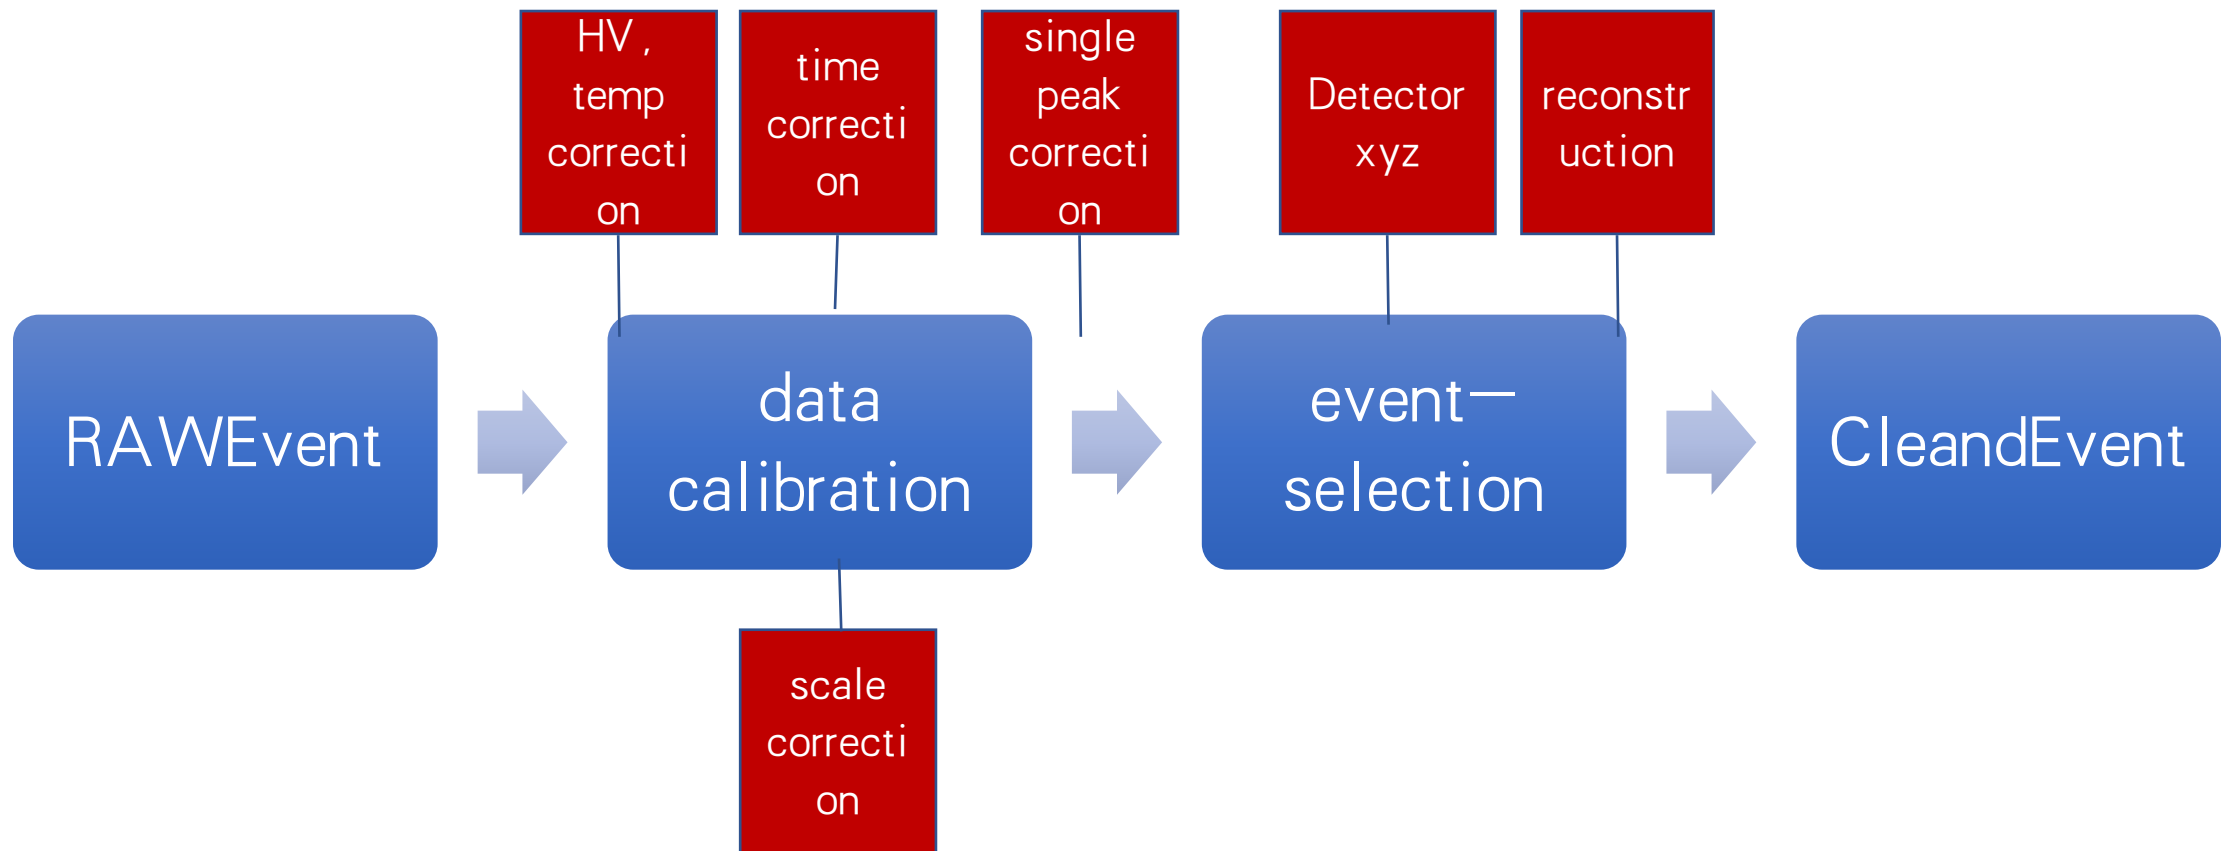 HV,
temp
correcti
on
time
correcti
on
single
peak
correcti
on
Detector
xyz
reconstr
uction
RAWEvent
data
calibration
event—
selection
CleandEvent
scale
correcti
on